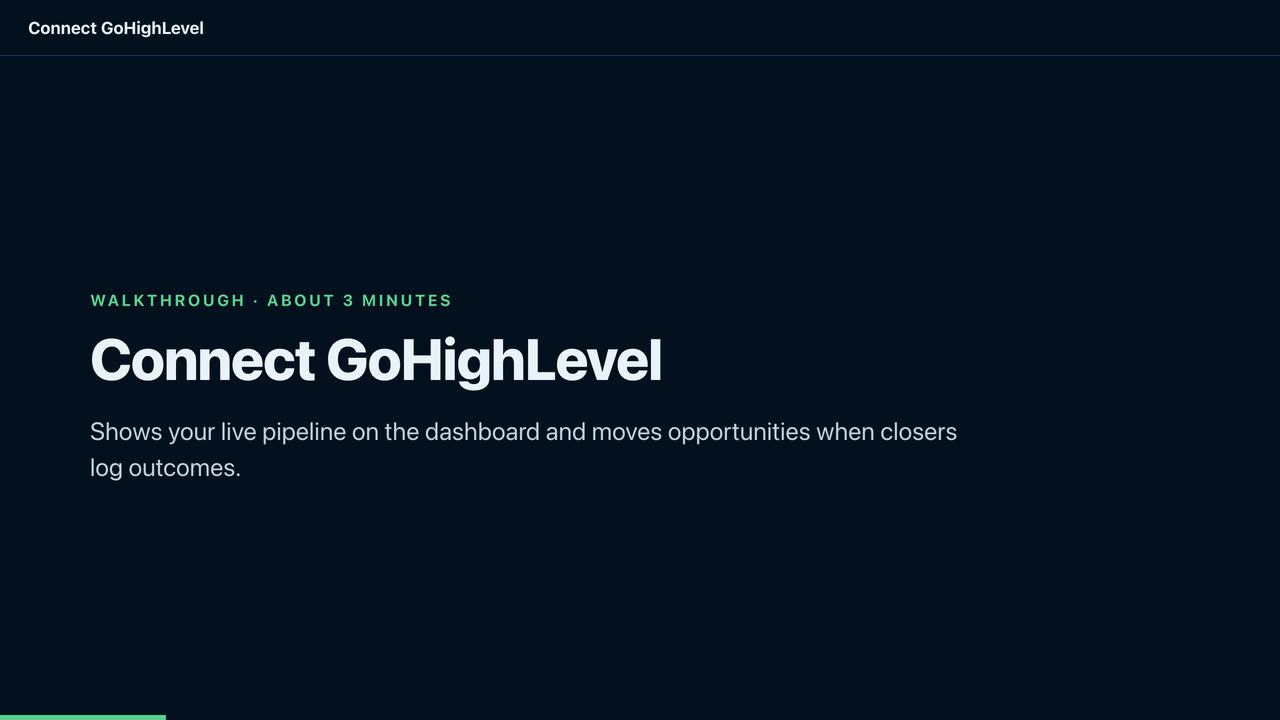 Connect GoHighLevel
WALKTHROUGH · ABOUT 3 MINUTES
Connect GoHighLevel
Shows your live pipeline on the dashboard and moves opportunities when closers
log outcomes.